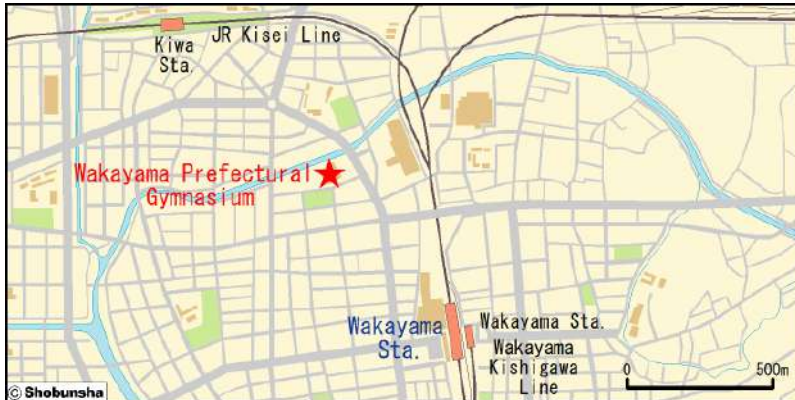 Kiwa
Sta.
JR Kisei Line
Wakayama Prefectural
Gymnasium
Wakayama
Sta.
Wakayama Sta.
Wakayama
Kishigawa
Line
0 500m
© Shobunsha